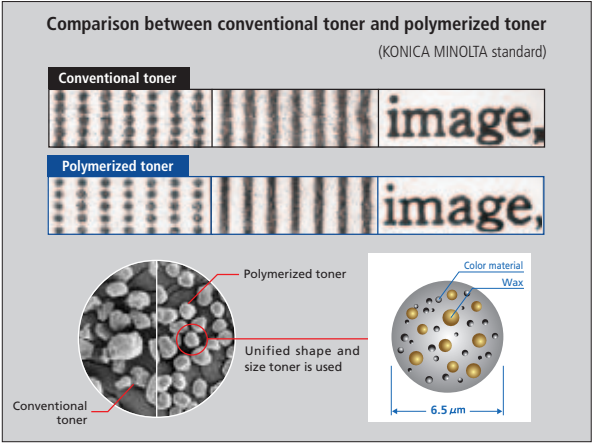 Comparison between conventional toner and polymerized toner
(KONICA MINOLTA standard)
Conventional toner
image,
Polymerized toner
image,
Polymerized toner
Unified shape and
size toner is used
Conventional
toner
Color material
Wax
6.5 μm